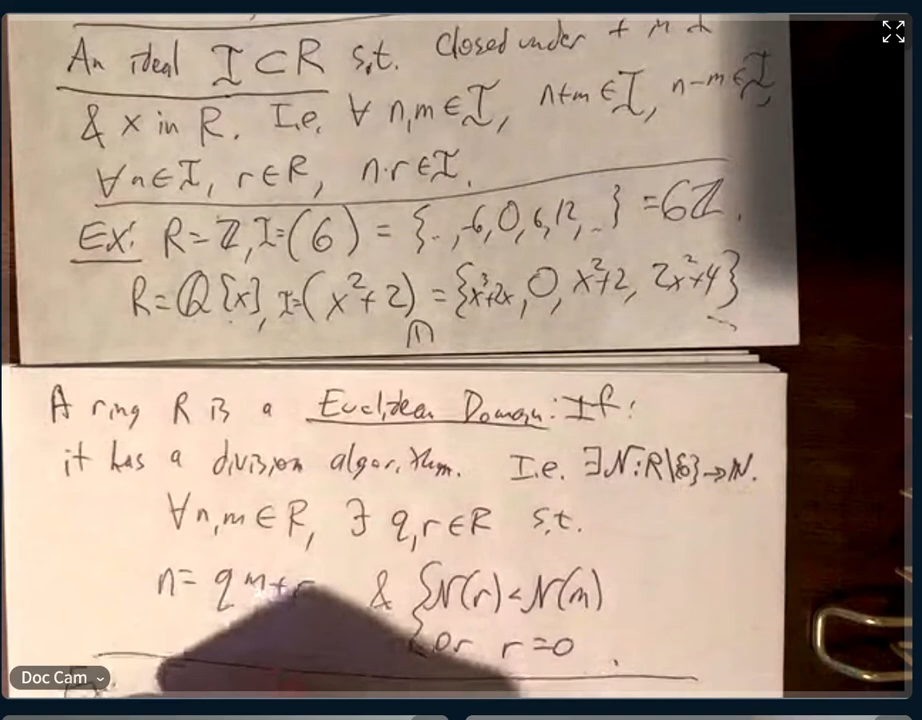 An ideal I ⊂ R s.t. Closed under +
& × in R. I.e. ∀ n,m ∈ I, n+m ∈ I, n-m ∈ I,
∀ n ∈ I, r ∈ R, n·r ∈ I.
Ex: R = ℤ, I = (6) = {.., -6, 0, 6, 12, ..} = 6ℤ.
R = ℚ[x], I = (x²+2) = {x³+2x, 0, x²+2, 2x²+4}
A ring R is a Euclidean Domain: If:
it has a division algorithm. I.e. ∃ N: R\{0} → ℕ.
∀ n,m ∈ R, ∃ q,r ∈ R s.t.
n = q m + r & { N(r) < N(m)
{ or r = 0 .
Doc Cam